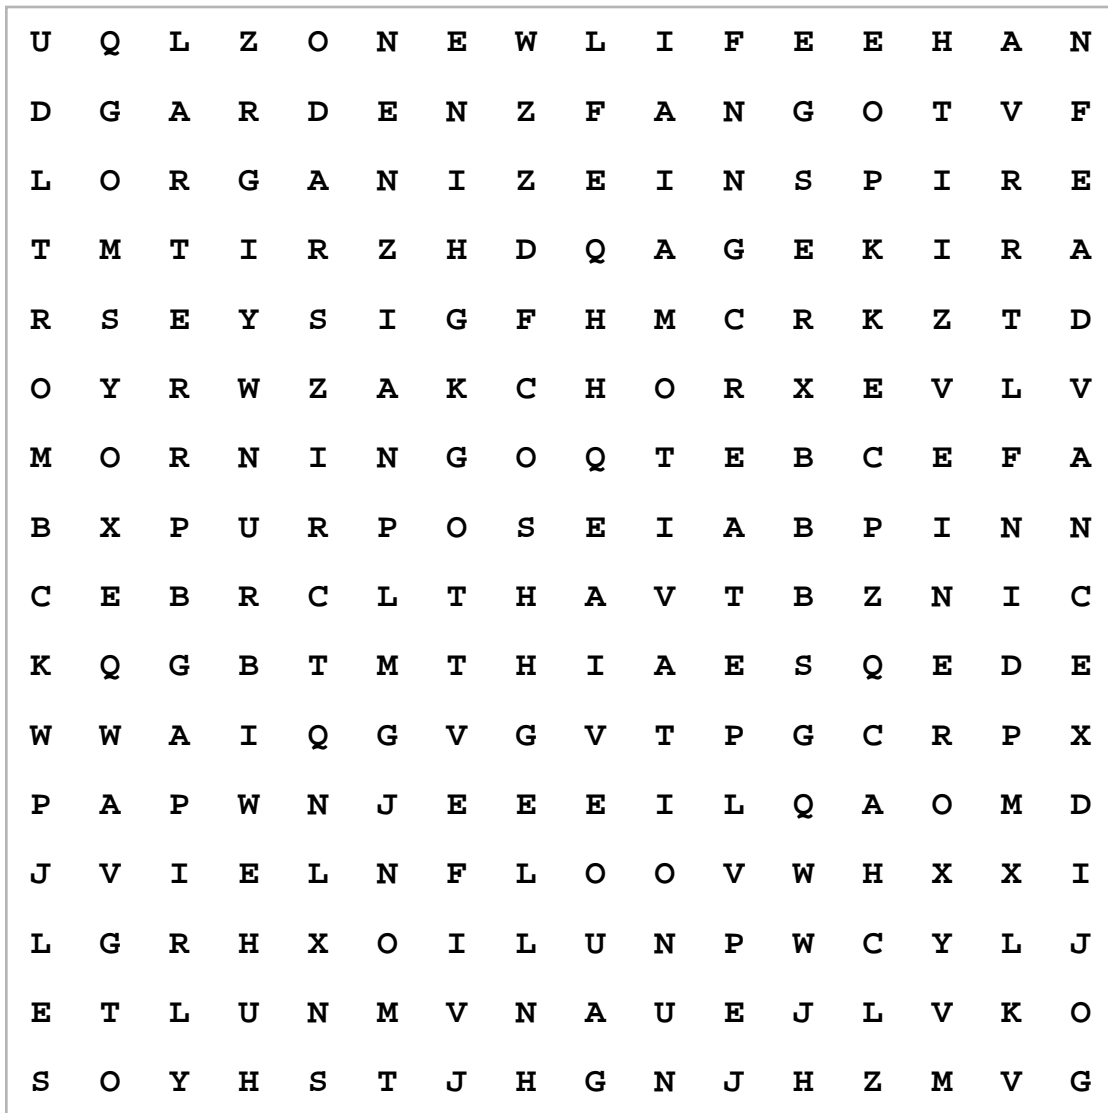 U Q L Z O N E W L I F E E H A N
D G A R D E N Z F A N G O T V F
L O R G A N I Z E I N S P I R E
T M T I R Z H D Q A G E K I R A
R S E Y S I G F H M C R K Z T D
O Y R W Z A K C H O R X E V L V
M O R N I N G O Q T E B C E F A
B X P U R P O S E I A B P I N N
C E B R C L T H A V T B Z N I C
K Q G B T M T H I A E S Q E D E
W W A I Q G V G V T P G C R P X
P A P W N J E E E I L Q A O M D
J V I E L N F L O O V W H X X I
L G R H X O I L U N P W C Y L J
E T L U N M V N A U E J L V K O
S O Y H S T J H G N J H Z M V G